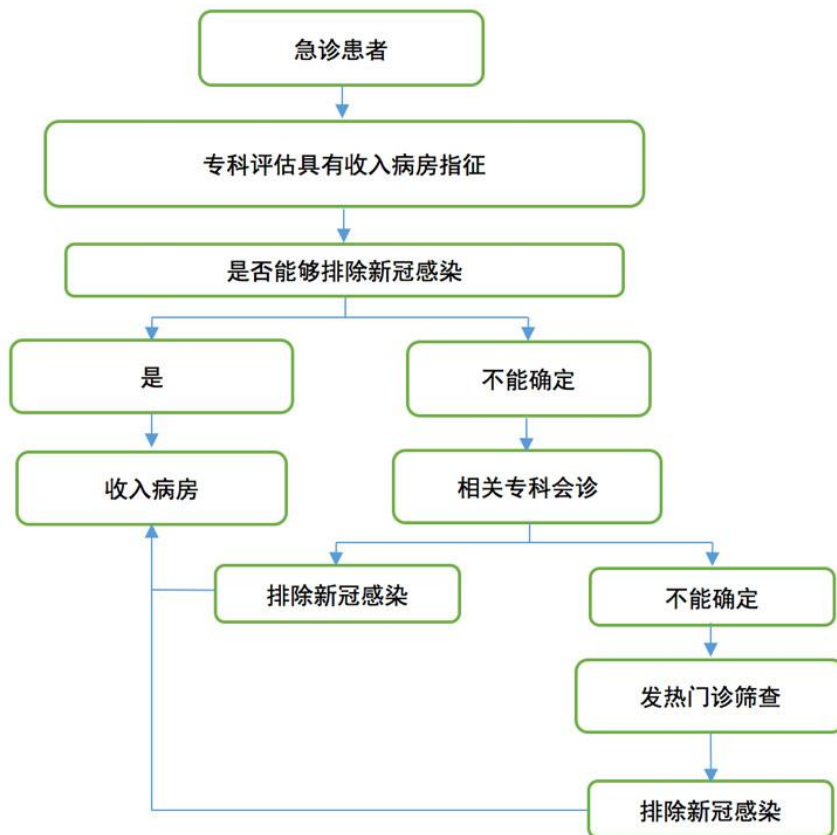 急诊患者
专科评估具有收入病房指征
是否能够排除新冠感染
是
不能确定
收入病房
相关专科会诊
排除新冠感染
不能确定
发热门诊筛查
排除新冠感染